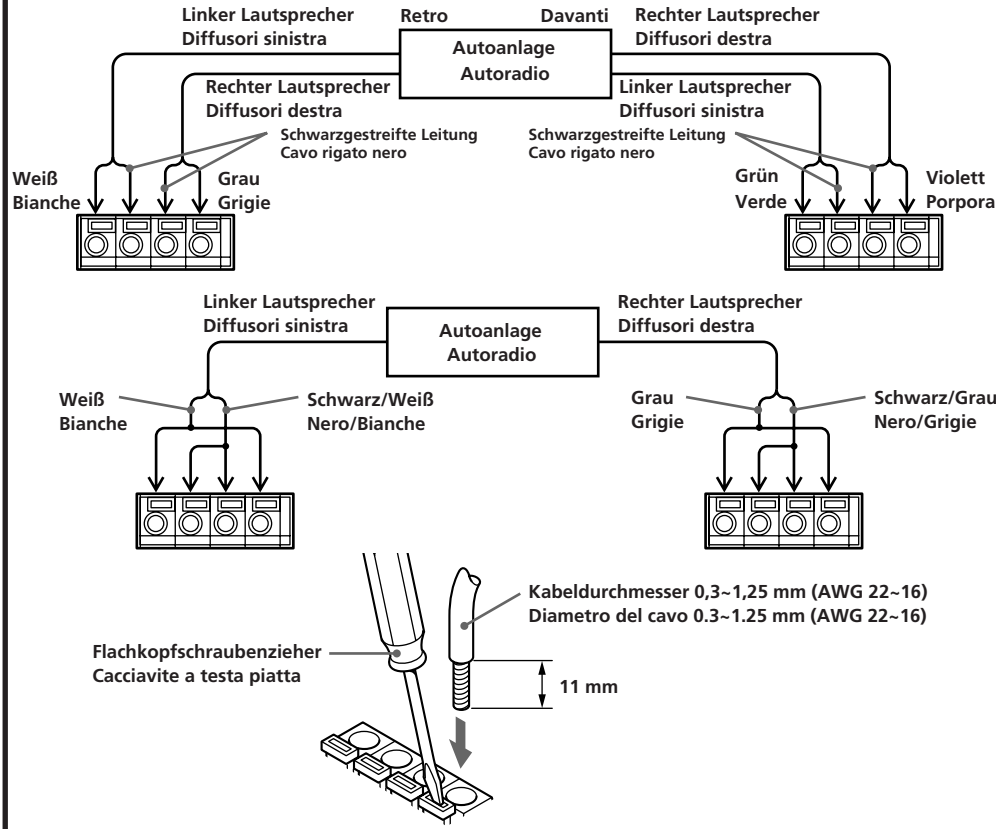 Linker Lautsprecher
Diffusori sinistra
Retro
Davanti
Rechter Lautsprecher
Diffusori destra
Autoanlage
Autoradio
Rechter Lautsprecher
Diffusori destra
Linker Lautsprecher
Diffusori sinistra
Schwarzgestreifte Leitung
Cavo rigato nero
Schwarzgestreifte Leitung
Cavo rigato nero
Weiß
Bianche
Grau
Grigie
Grün
Verde
Violett
Porpora
Linker Lautsprecher
Diffusori sinistra
Autoanlage
Autoradio
Rechter Lautsprecher
Diffusori destra
Weiß
Bianche
Schwarz/Weiß
Nero/Bianche
Grau
Grigie
Schwarz/Grau
Nero/Grigie
Kabeldurchmesser 0,3~1,25 mm (AWG 22~16)
Diametro del cavo 0.3~1.25 mm (AWG 22~16)
Flachkopfschraubenzieher
Cacciavite a testa piatta
11 mm